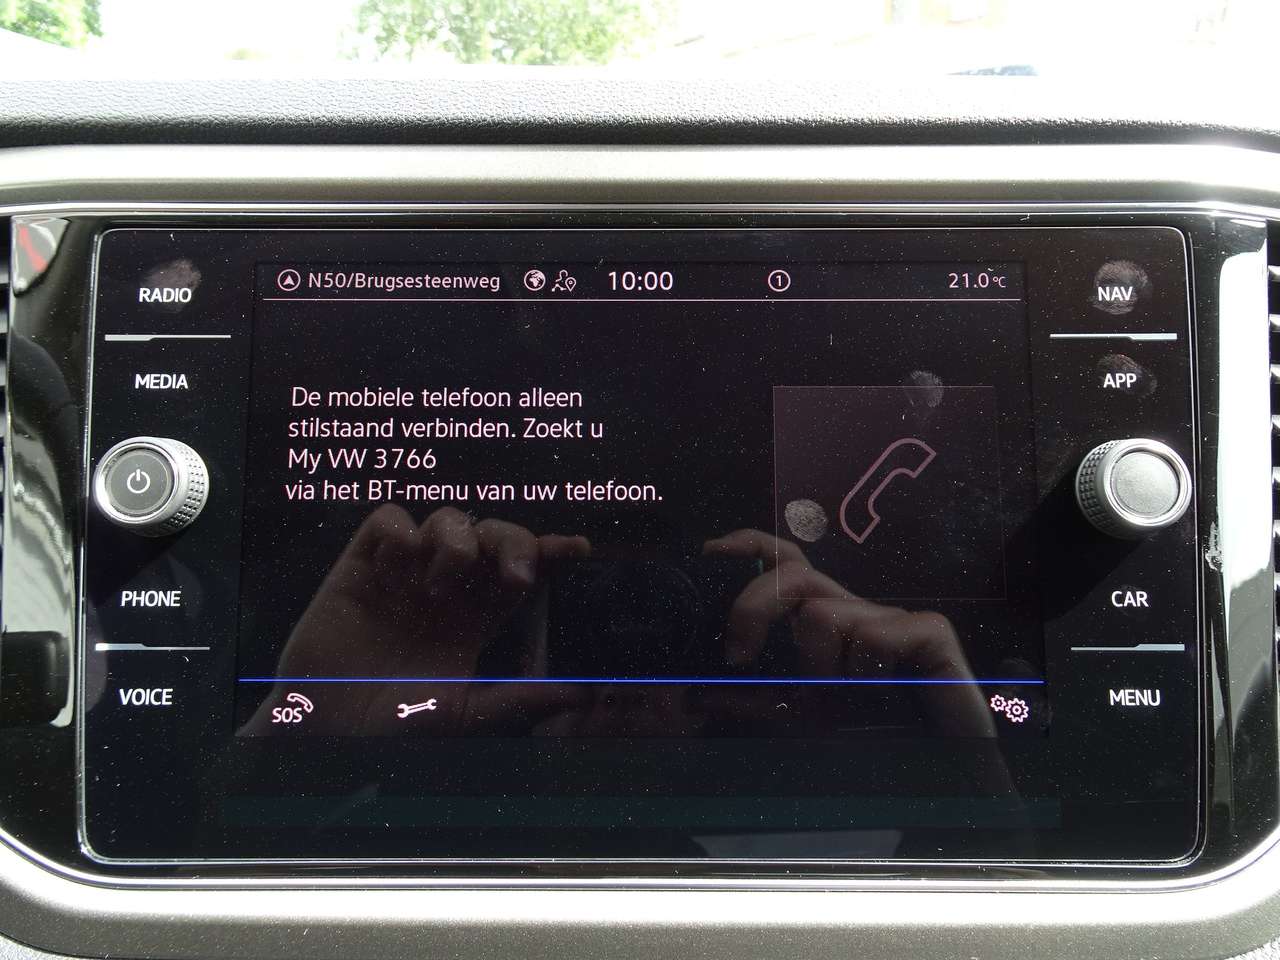 N50/Brugsesteenweg 10:00 1 21.0°C
RADIO
MEDIA
PHONE
VOICE
De mobiele telefoon alleen
stilstaand verbinden. Zoekt u
My VW 3766
via het BT-menu van uw telefoon.
SOS
NAV
APP
CAR
MENU